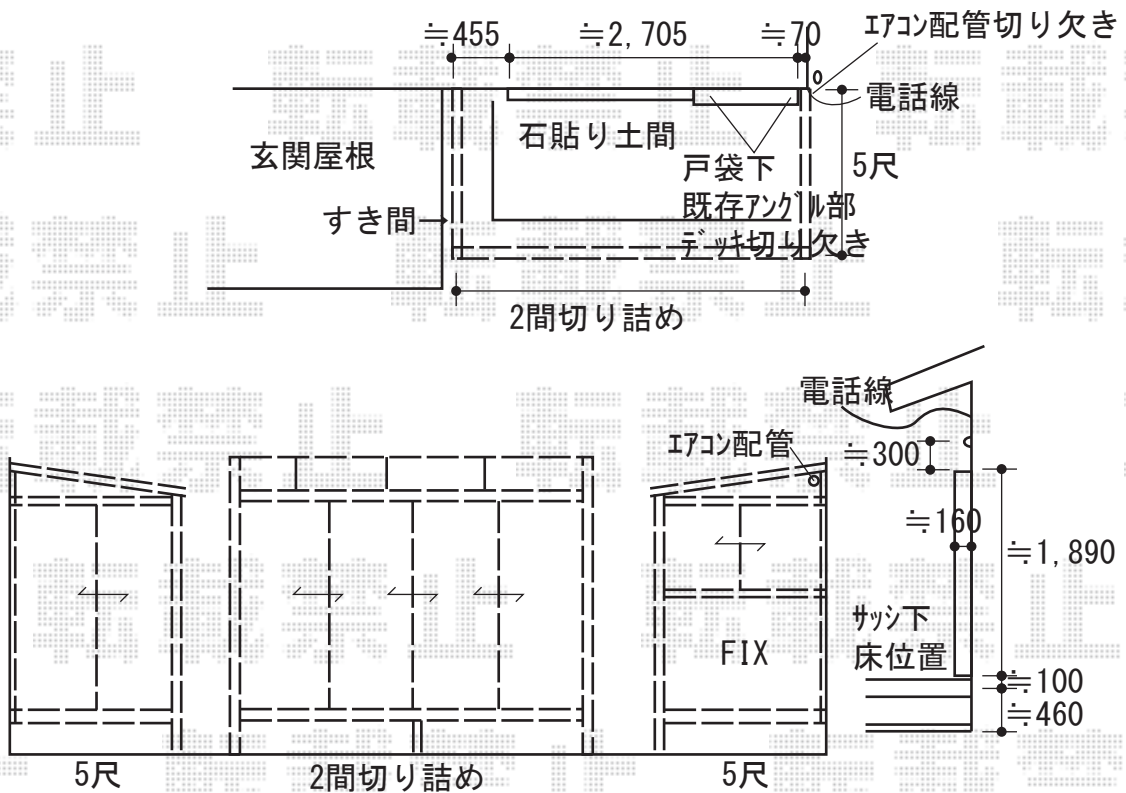 ≒455
≒2,705
≒70
エアコン配管切り欠き
電話線
石貼り土間
玄関屋根
戸袋下
既存アングル部
デッキ切り欠き
5尺
すき間
2間切り詰め
電話線
エアコン配管
≒300
≒160
≒1,890
サッシ下
床位置
FIX
≒100
≒460
5尺
2間切り詰め
5尺
転載禁止